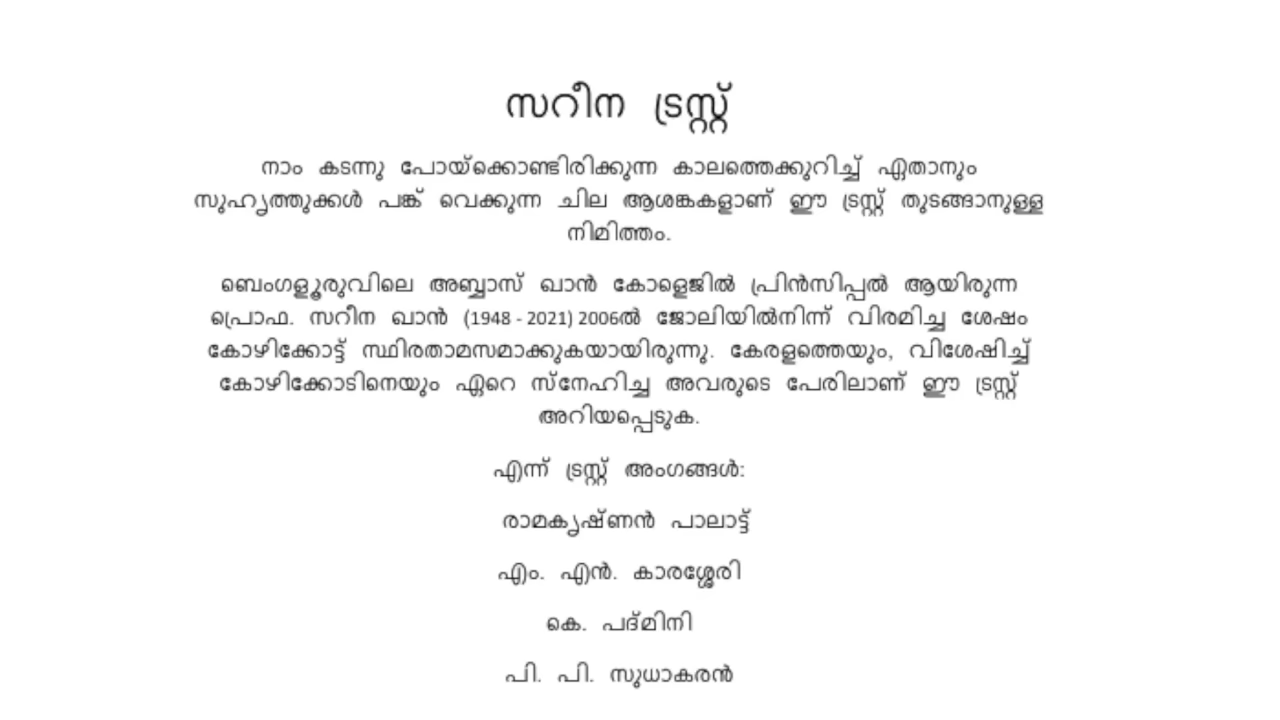 സറീന ട്രസ്റ്റ്
നാം കടന്നു പോയ്ക്കൊണ്ടിരിക്കുന്ന കാലത്തെക്കുറിച്ച് ഏതാനും
സുഹൃത്തുക്കൾ പങ്ക് വെക്കുന്ന ചില ആശങ്കകളാണ് ഈ ട്രസ്റ്റ് തുടങ്ങാനുള്ള
നിമിത്തം.
ബെംഗളൂരുവിലെ അബ്ബാസ് ഖാൻ കോളെജിൽ പ്രിൻസിപ്പൽ ആയിരുന്ന
പ്രൊഫ. സറീന ഖാൻ (1948 - 2021) 2006ൽ ജോലിയിൽനിന്ന് വിരമിച്ച ശേഷം
കോഴിക്കോട്ട് സ്ഥിരതാമസമാക്കുകയായിരുന്നു. കേരളത്തെയും, വിശേഷിച്ച്
കോഴിക്കോടിനെയും ഏറെ സ്നേഹിച്ച അവരുടെ പേരിലാണ് ഈ ട്രസ്റ്റ്
അറിയപ്പെടുക.
എന്ന് ട്രസ്റ്റ് അംഗങ്ങൾ:
രാമകൃഷ്ണൻ പാലാട്ട്
എം. എൻ. കാരശ്ശേരി
കെ. പദ്മിനി
പി. പി. സുധാകരൻ